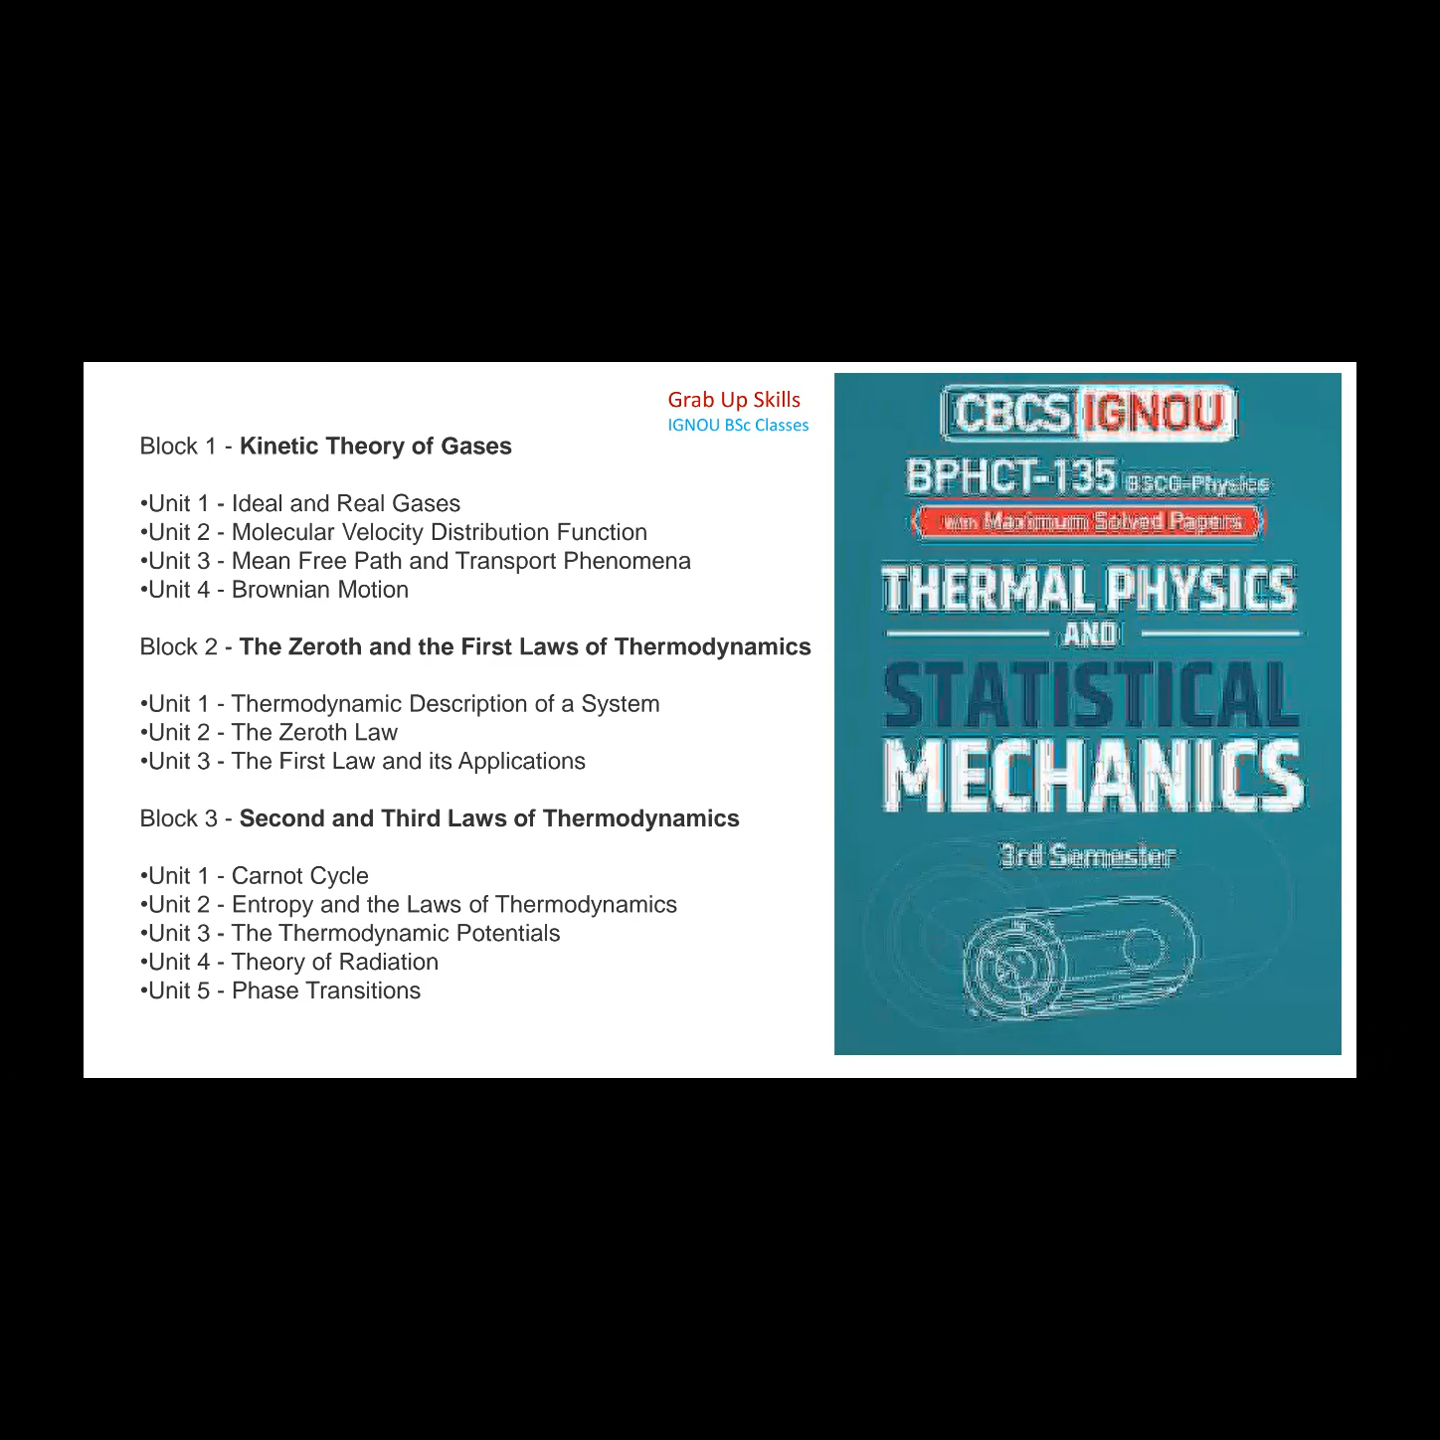 Grab Up Skills
IGNOU BSc Classes
Block 1 - Kinetic Theory of Gases
•Unit 1 - Ideal and Real Gases
•Unit 2 - Molecular Velocity Distribution Function
•Unit 3 - Mean Free Path and Transport Phenomena
•Unit 4 - Brownian Motion
Block 2 - The Zeroth and the First Laws of Thermodynamics
•Unit 1 - Thermodynamic Description of a System
•Unit 2 - The Zeroth Law
•Unit 3 - The First Law and its Applications
Block 3 - Second and Third Laws of Thermodynamics
•Unit 1 - Carnot Cycle
•Unit 2 - Entropy and the Laws of Thermodynamics
•Unit 3 - The Thermodynamic Potentials
•Unit 4 - Theory of Radiation
•Unit 5 - Phase Transitions
CBCS IGNOU
BPHCT-135 BSCG-Physics
With Maximum Solved Papers
THERMAL PHYSICS
AND
STATISTICAL
MECHANICS
3rd Semester